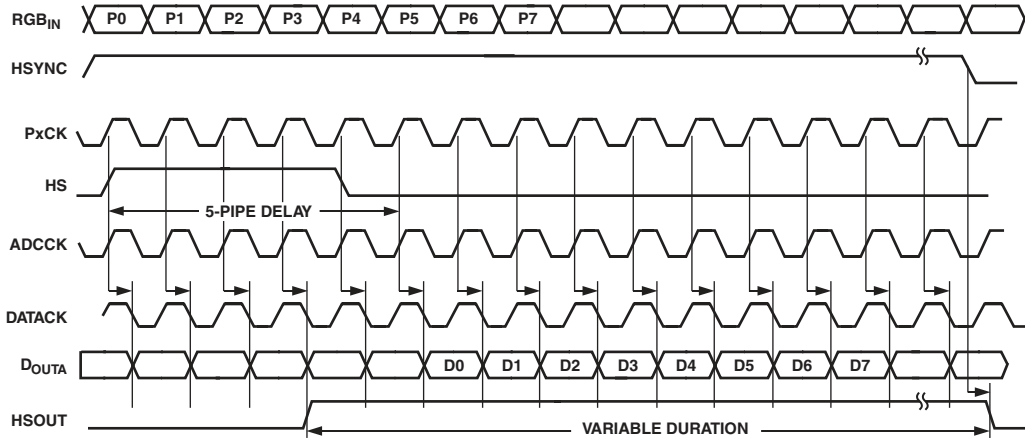 RGBIN P0 P1 P2 P3 P4 P5 P6 P7
HSYNC
PxCK
HS
5-PIPE DELAY
ADCCK
DATACK
DOUTA D0 D1 D2 D3 D4 D5 D6 D7
HSOUT
VARIABLE DURATION